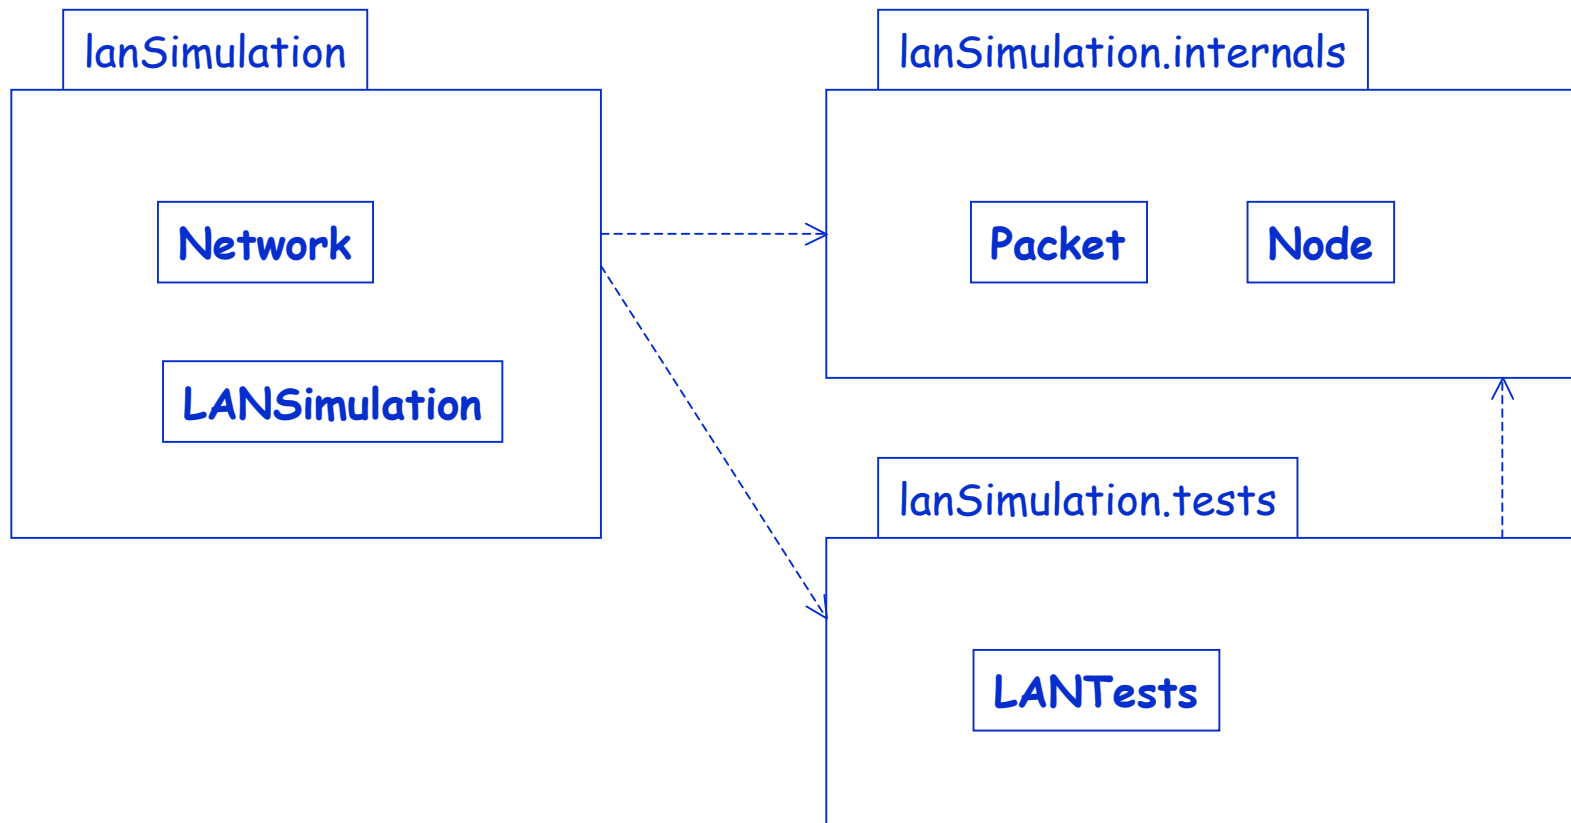 lanSimulation
Network
LANSimulation
lanSimulation.internals
Packet
Node
lanSimulation.tests
LANTests